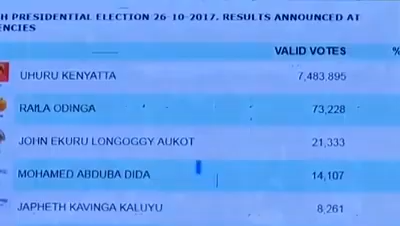 H PRESIDENTIAL ELECTION 26-10-2017. RESULTS ANNOUNCED AT
ENCIES
VALID VOTES %
UHURU KENYATTA 7,483,895
RAILA ODINGA 73,228
JOHN EKURU LONGOGGY AUKOT 21,333
MOHAMED ABDUBA DIDA 14,107
JAPHETH KAVINGA KALUYU 8,261